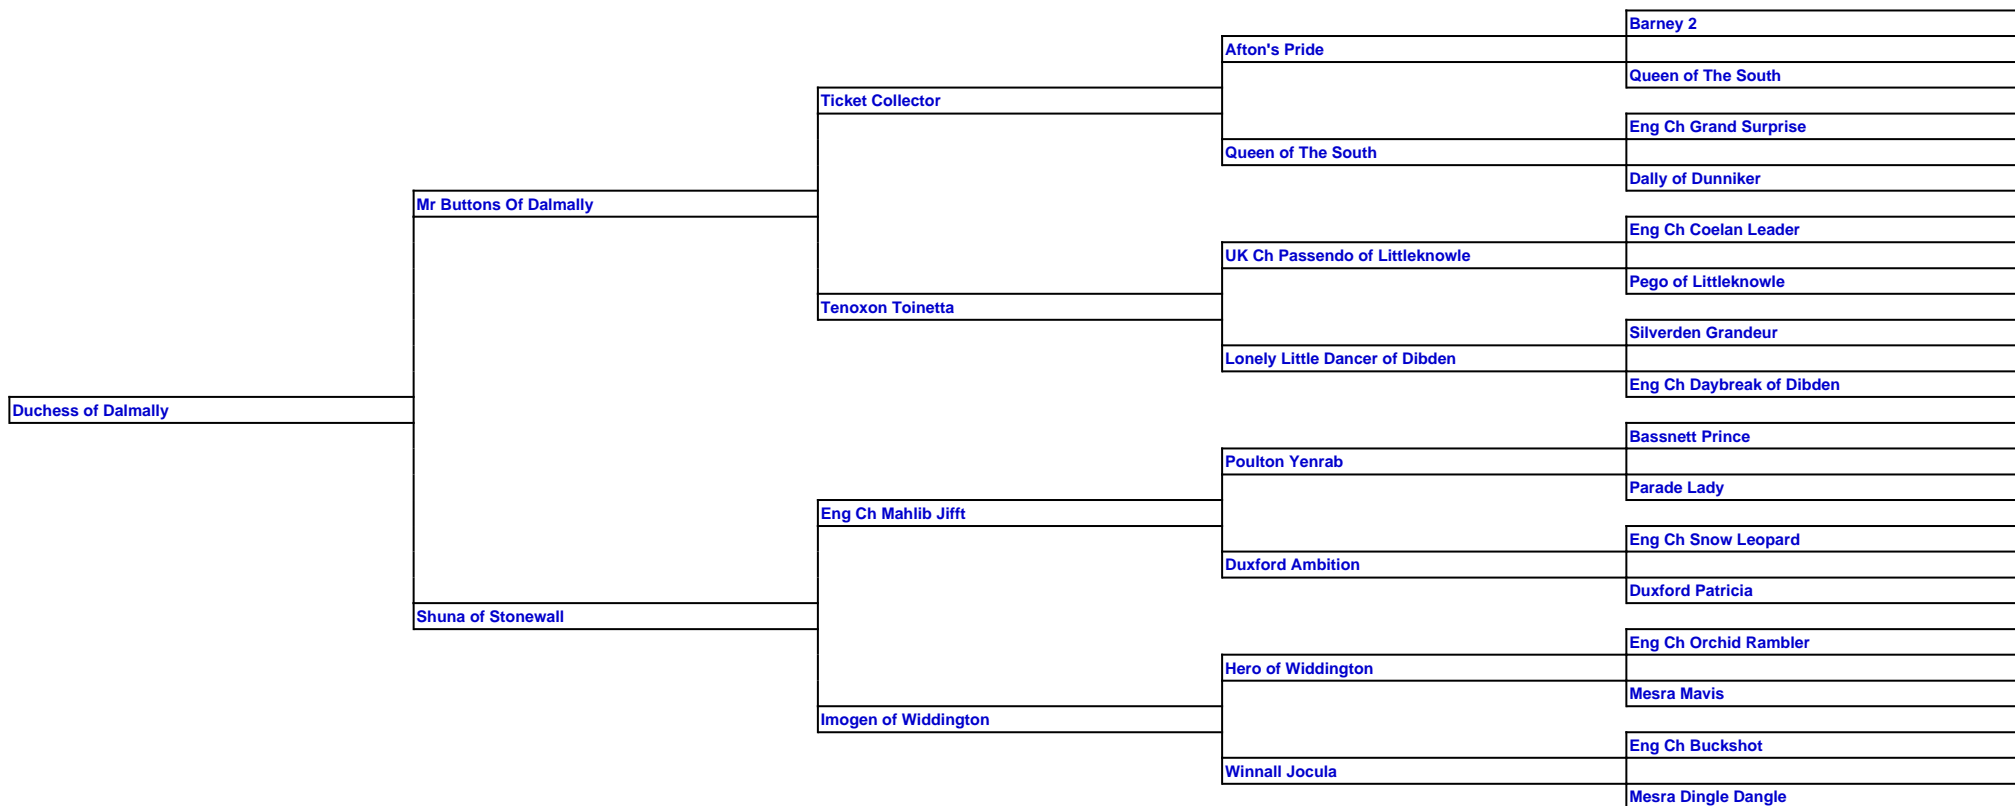 Barney 2
Afton's Pride
Queen of The South
Ticket Collector
Eng Ch Grand Surprise
Queen of The South
Dally of Dunniker
Mr Buttons Of Dalmally
Eng Ch Coelan Leader
UK Ch Passendo of Littleknowle
Pego of Littleknowle
Tenoxon Toinetta
Silverden Grandeur
Lonely Little Dancer of Dibden
Eng Ch Daybreak of Dibden
Duchess of Dalmally
Bassnett Prince
Poulton Yenrab
Parade Lady
Eng Ch Mahlib Jifft
Eng Ch Snow Leopard
Duxford Ambition
Duxford Patricia
Shuna of Stonewall
Eng Ch Orchid Rambler
Hero of Widdington
Mesra Mavis
Imogen of Widdington
Eng Ch Buckshot
Winnall Jocula
Mesra Dingle Dangle